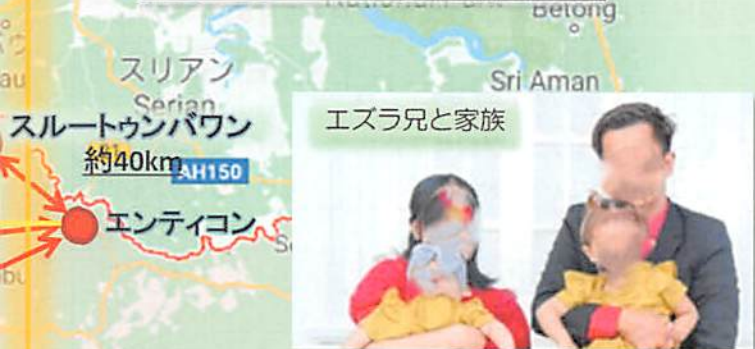 Betong
スリアン
Serian
Sri Aman
スルートゥンバワン
約40km
AH150
エズラ兄と家族
エンティコン